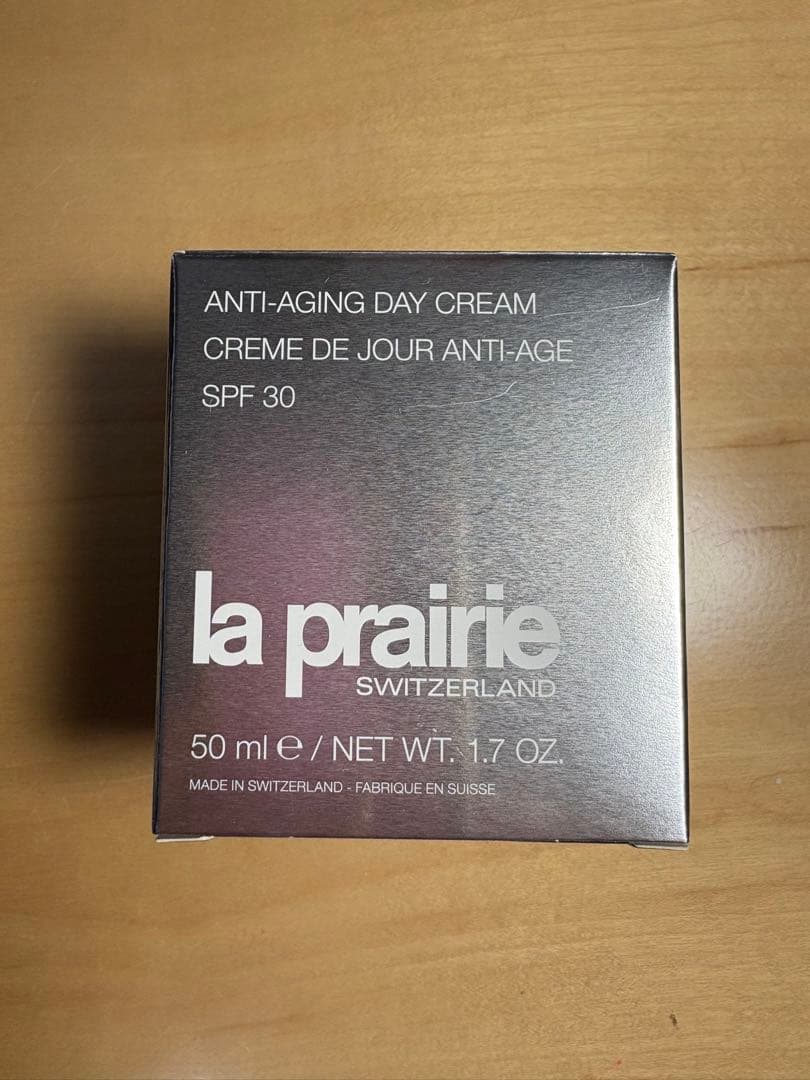 ANTI-AGING DAY CREAM
CREME DE JOUR ANTI-AGE
SPF 30
la prairie
SWITZERLAND
50 ml ℮ / NET WT. 1.7 OZ.
MADE IN SWITZERLAND - FABRIQUE EN SUISSE